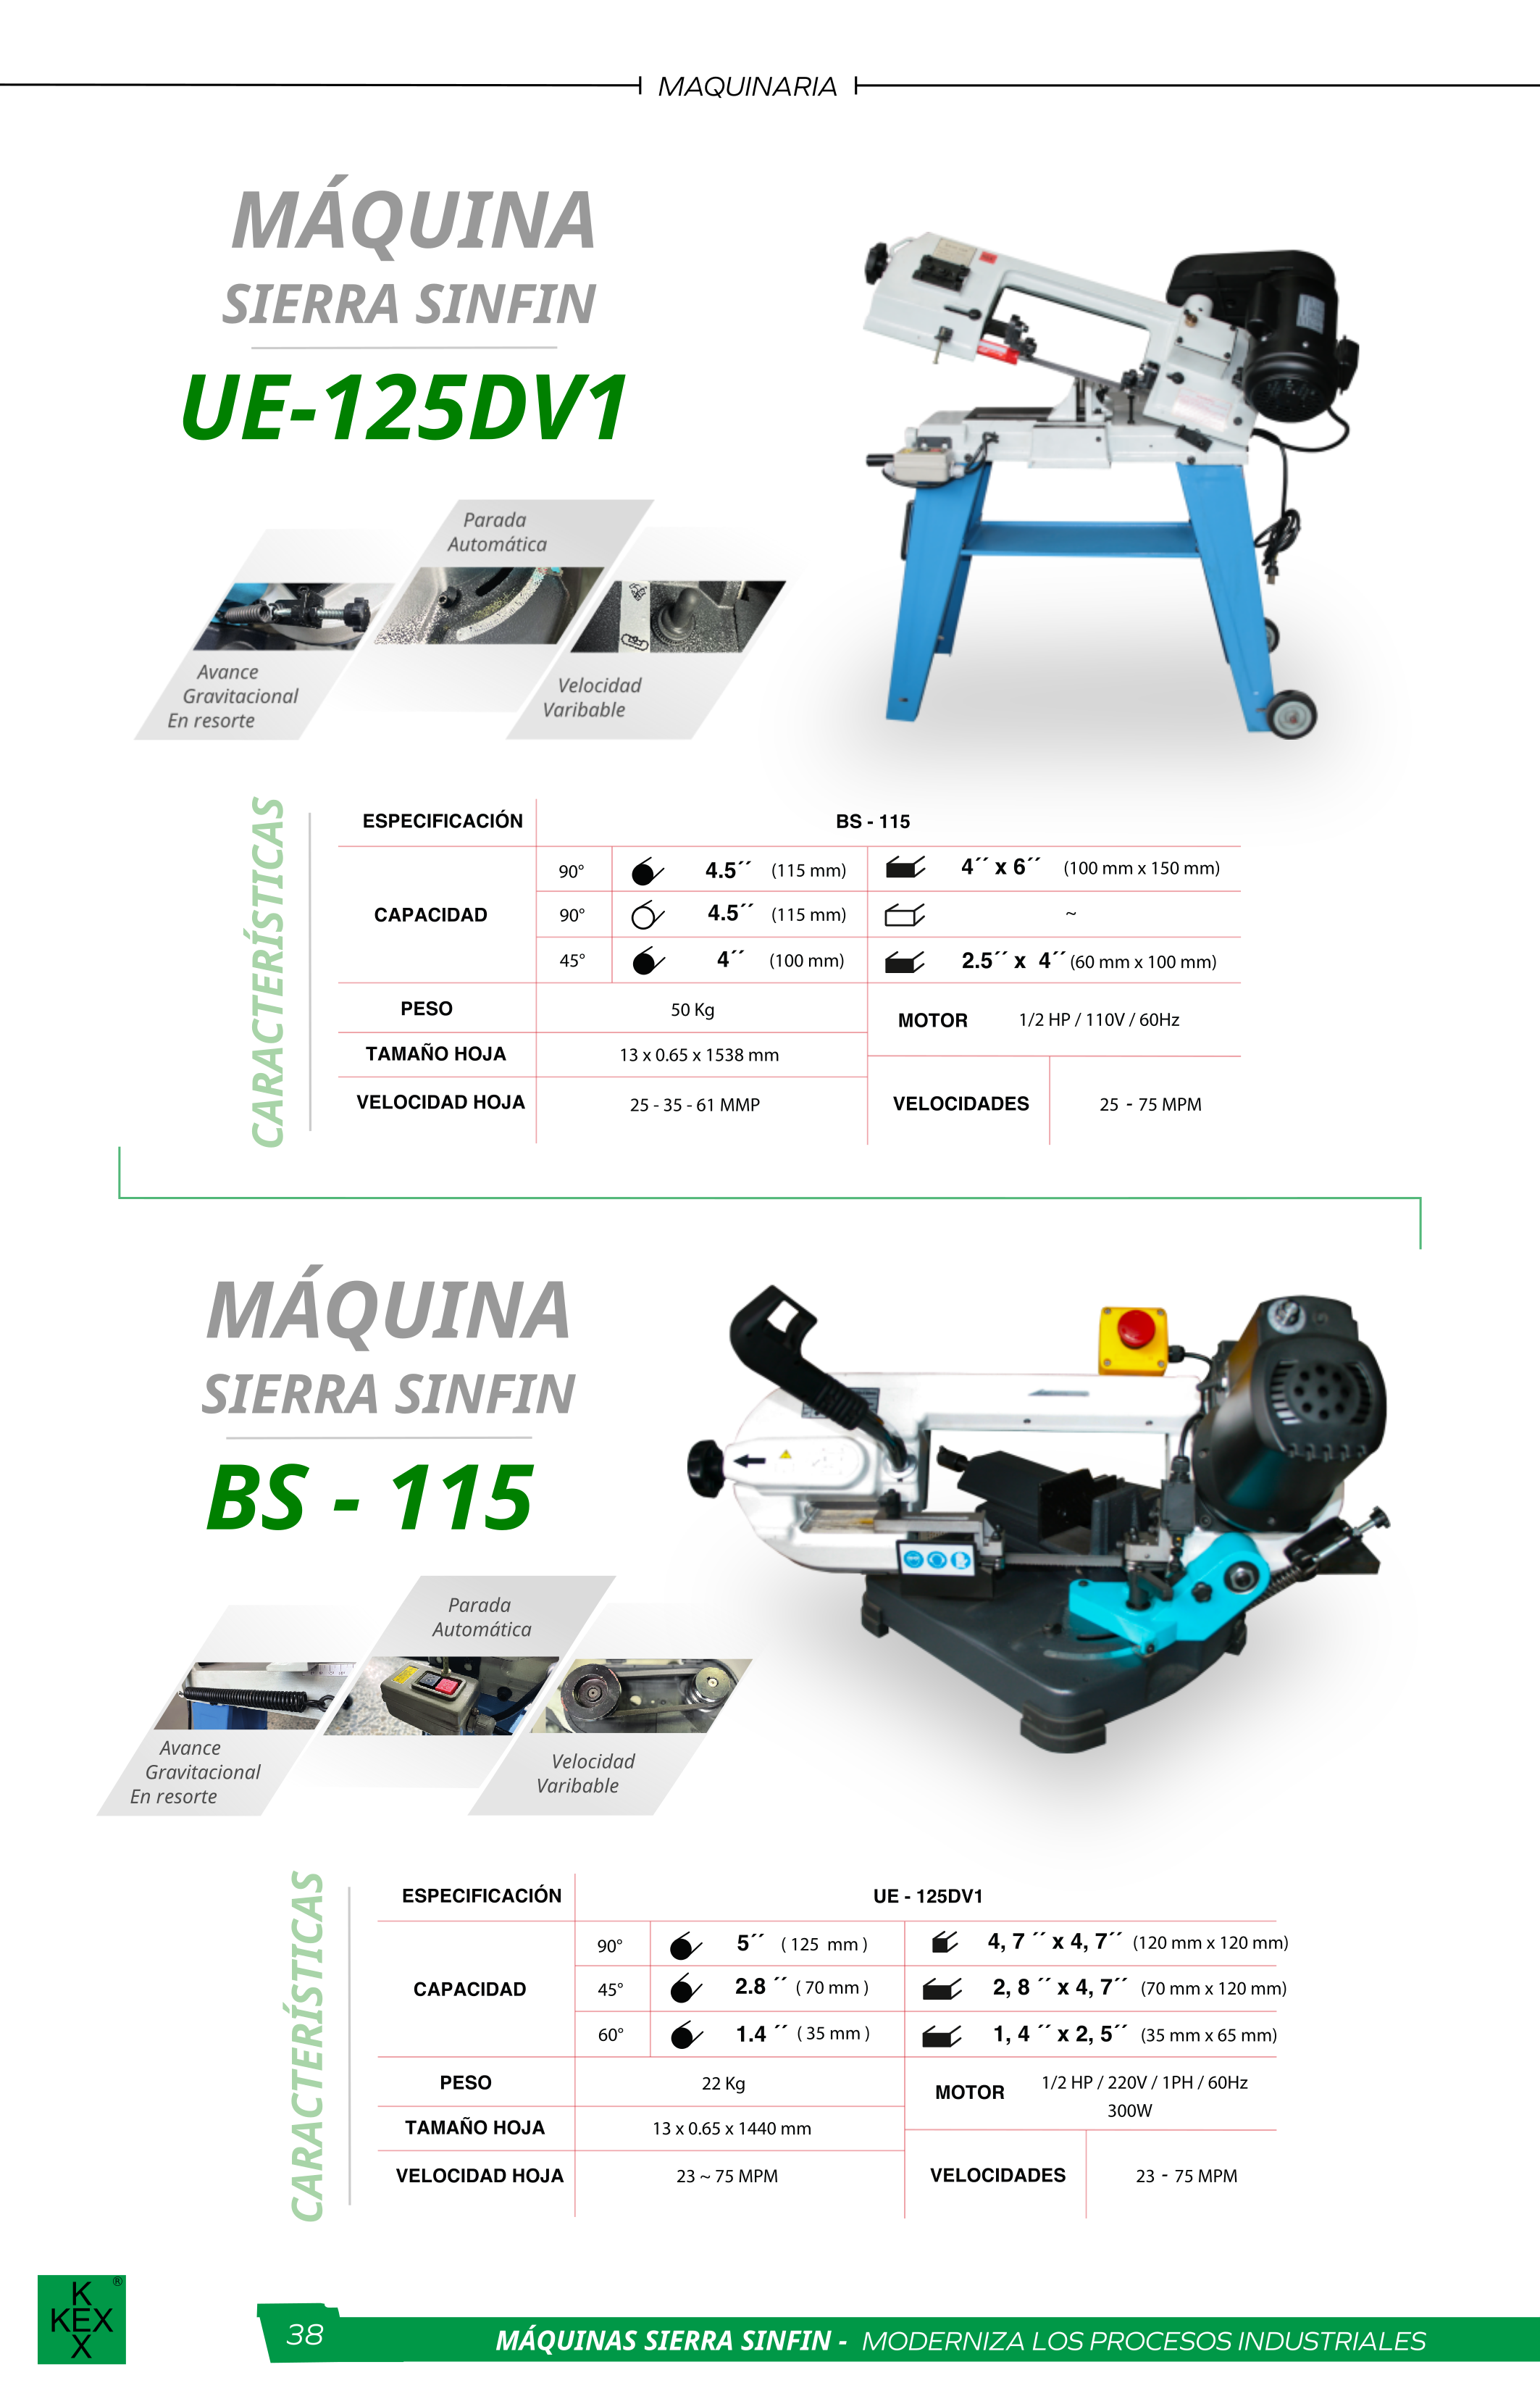 MAQUINARIA
MÁQUINA
SIERRA SINFIN
UE-125DV1
Parada
Automática
Avance
Gravitacional
En resorte
Velocidad
Varibable
CARACTERÍSTICAS
ESPECIFICACIÓN BS - 115
CAPACIDAD
90° 4.5´´ (115 mm) 4´´ x 6´´ (100 mm x 150 mm)
90° 4.5´´ (115 mm) ~
45° 4´´ (100 mm) 2.5´´ x 4´´ (60 mm x 100 mm)
PESO 50 Kg
MOTOR 1/2 HP / 110V / 60Hz
TAMAÑO HOJA 13 x 0.65 x 1538 mm
VELOCIDAD HOJA 25 - 35 - 61 MMP
VELOCIDADES 25 - 75 MPM
MÁQUINA
SIERRA SINFIN
BS - 115
Parada
Automática
Avance
Gravitacional
En resorte
Velocidad
Varibable
CARACTERÍSTICAS
ESPECIFICACIÓN UE - 125DV1
CAPACIDAD
90° 5´´ ( 125 mm ) 4, 7 ´´ x 4, 7´´ (120 mm x 120 mm)
45° 2.8 ´´ ( 70 mm ) 2, 8 ´´ x 4, 7´´ (70 mm x 120 mm)
60° 1.4 ´´ ( 35 mm ) 1, 4 ´´ x 2, 5´´ (35 mm x 65 mm)
PESO 22 Kg
MOTOR 1/2 HP / 220V / 1PH / 60Hz
300W
TAMAÑO HOJA 13 x 0.65 x 1440 mm
VELOCIDAD HOJA 23 ~ 75 MPM
VELOCIDADES 23 - 75 MPM
K ®
KEX
X
38
MÁQUINAS SIERRA SINFIN - MODERNIZA LOS PROCESOS INDUSTRIALES